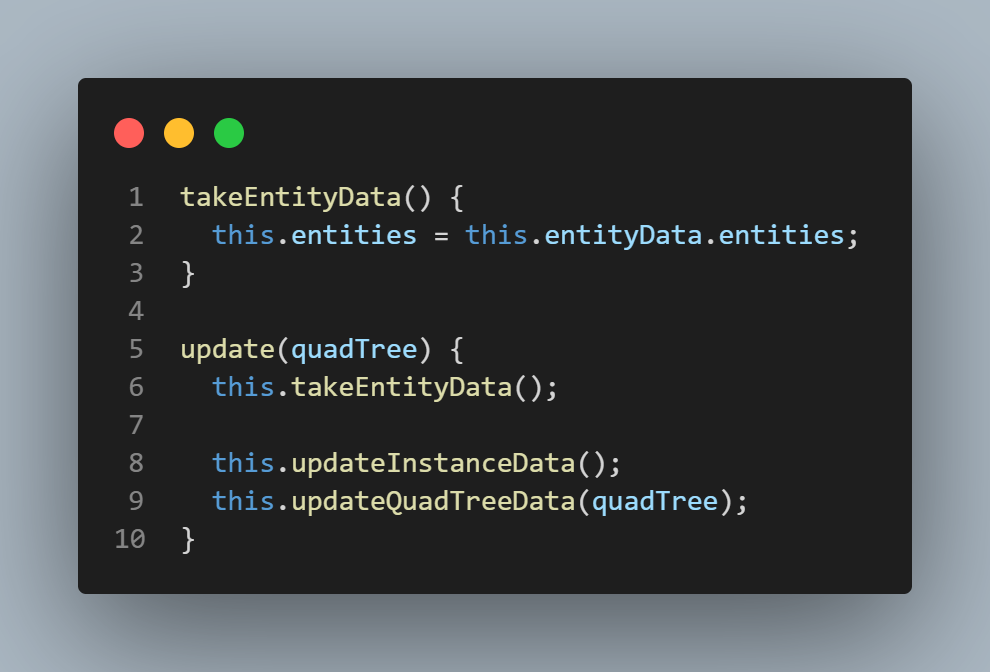 1 takeEntityData() {
2   this.entities = this.entityData.entities;
3 }
4
5 update(quadTree) {
6   this.takeEntityData();
7
8   this.updateInstanceData();
9   this.updateQuadTreeData(quadTree);
10 }